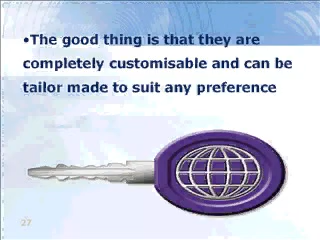 •The good thing is that they are
completely customisable and can be
tailor made to suit any preference
27